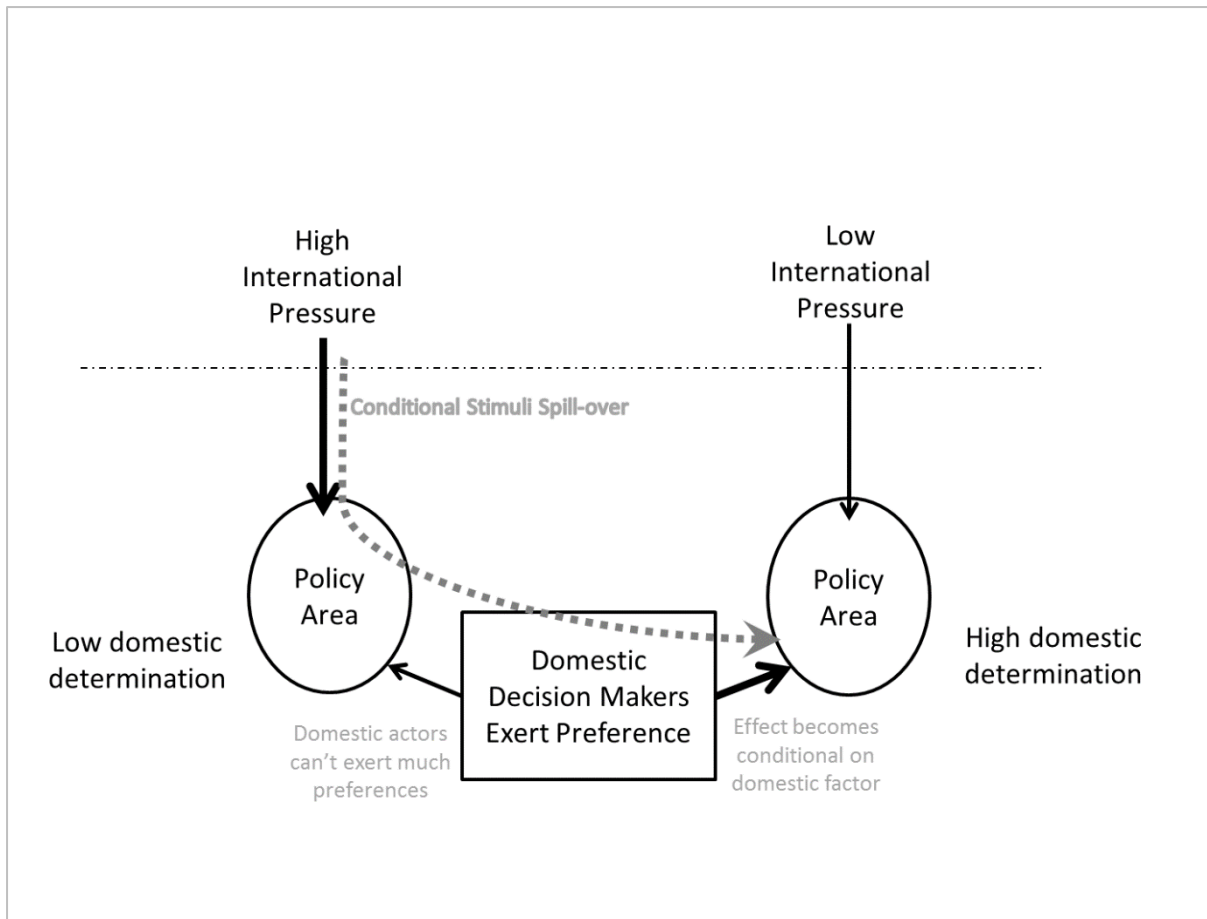 High
International
Pressure
Low
International
Pressure
Conditional Stimuli Spill-over
Policy
Area
Policy
Area
Low domestic
determination
High domestic
determination
Domestic
Decision Makers
Exert Preference
Domestic actors
can't exert much
preferences
Effect becomes
conditional on
domestic factor